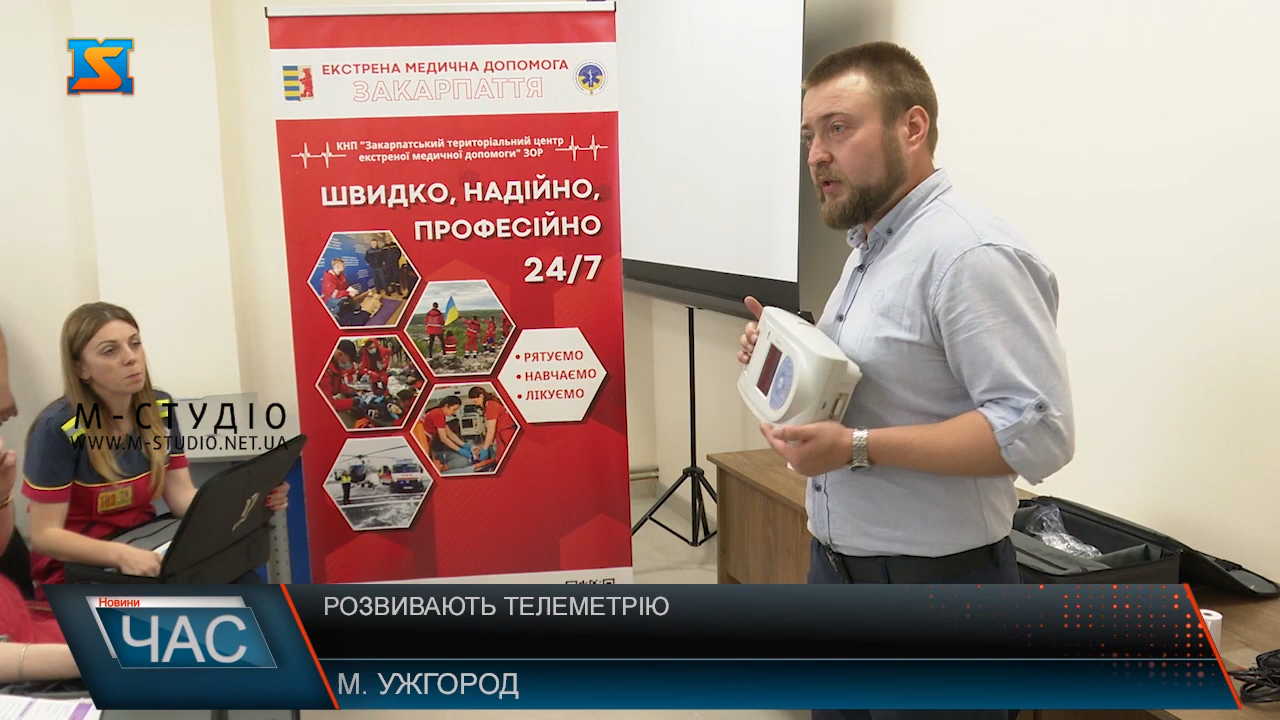 ЕКСТРЕНА МЕДИЧНА ДОПОМОГА
ЗАКАРПАТТЯ
КНП "Закарпатський територіальний центр
екстреної медичної допомоги" ЗОР
ШВИДКО, НАДІЙНО,
ПРОФЕСІЙНО
24/7
• РЯТУЄМО
• НАВЧАЄМО
• ЛІКУЄМО
М-СТУДІО
WWW.M-STUDIO.NET.UA
103
Новини
ЧАС
РОЗВИВАЮТЬ ТЕЛЕМЕТРІЮ
М. УЖГОРОД